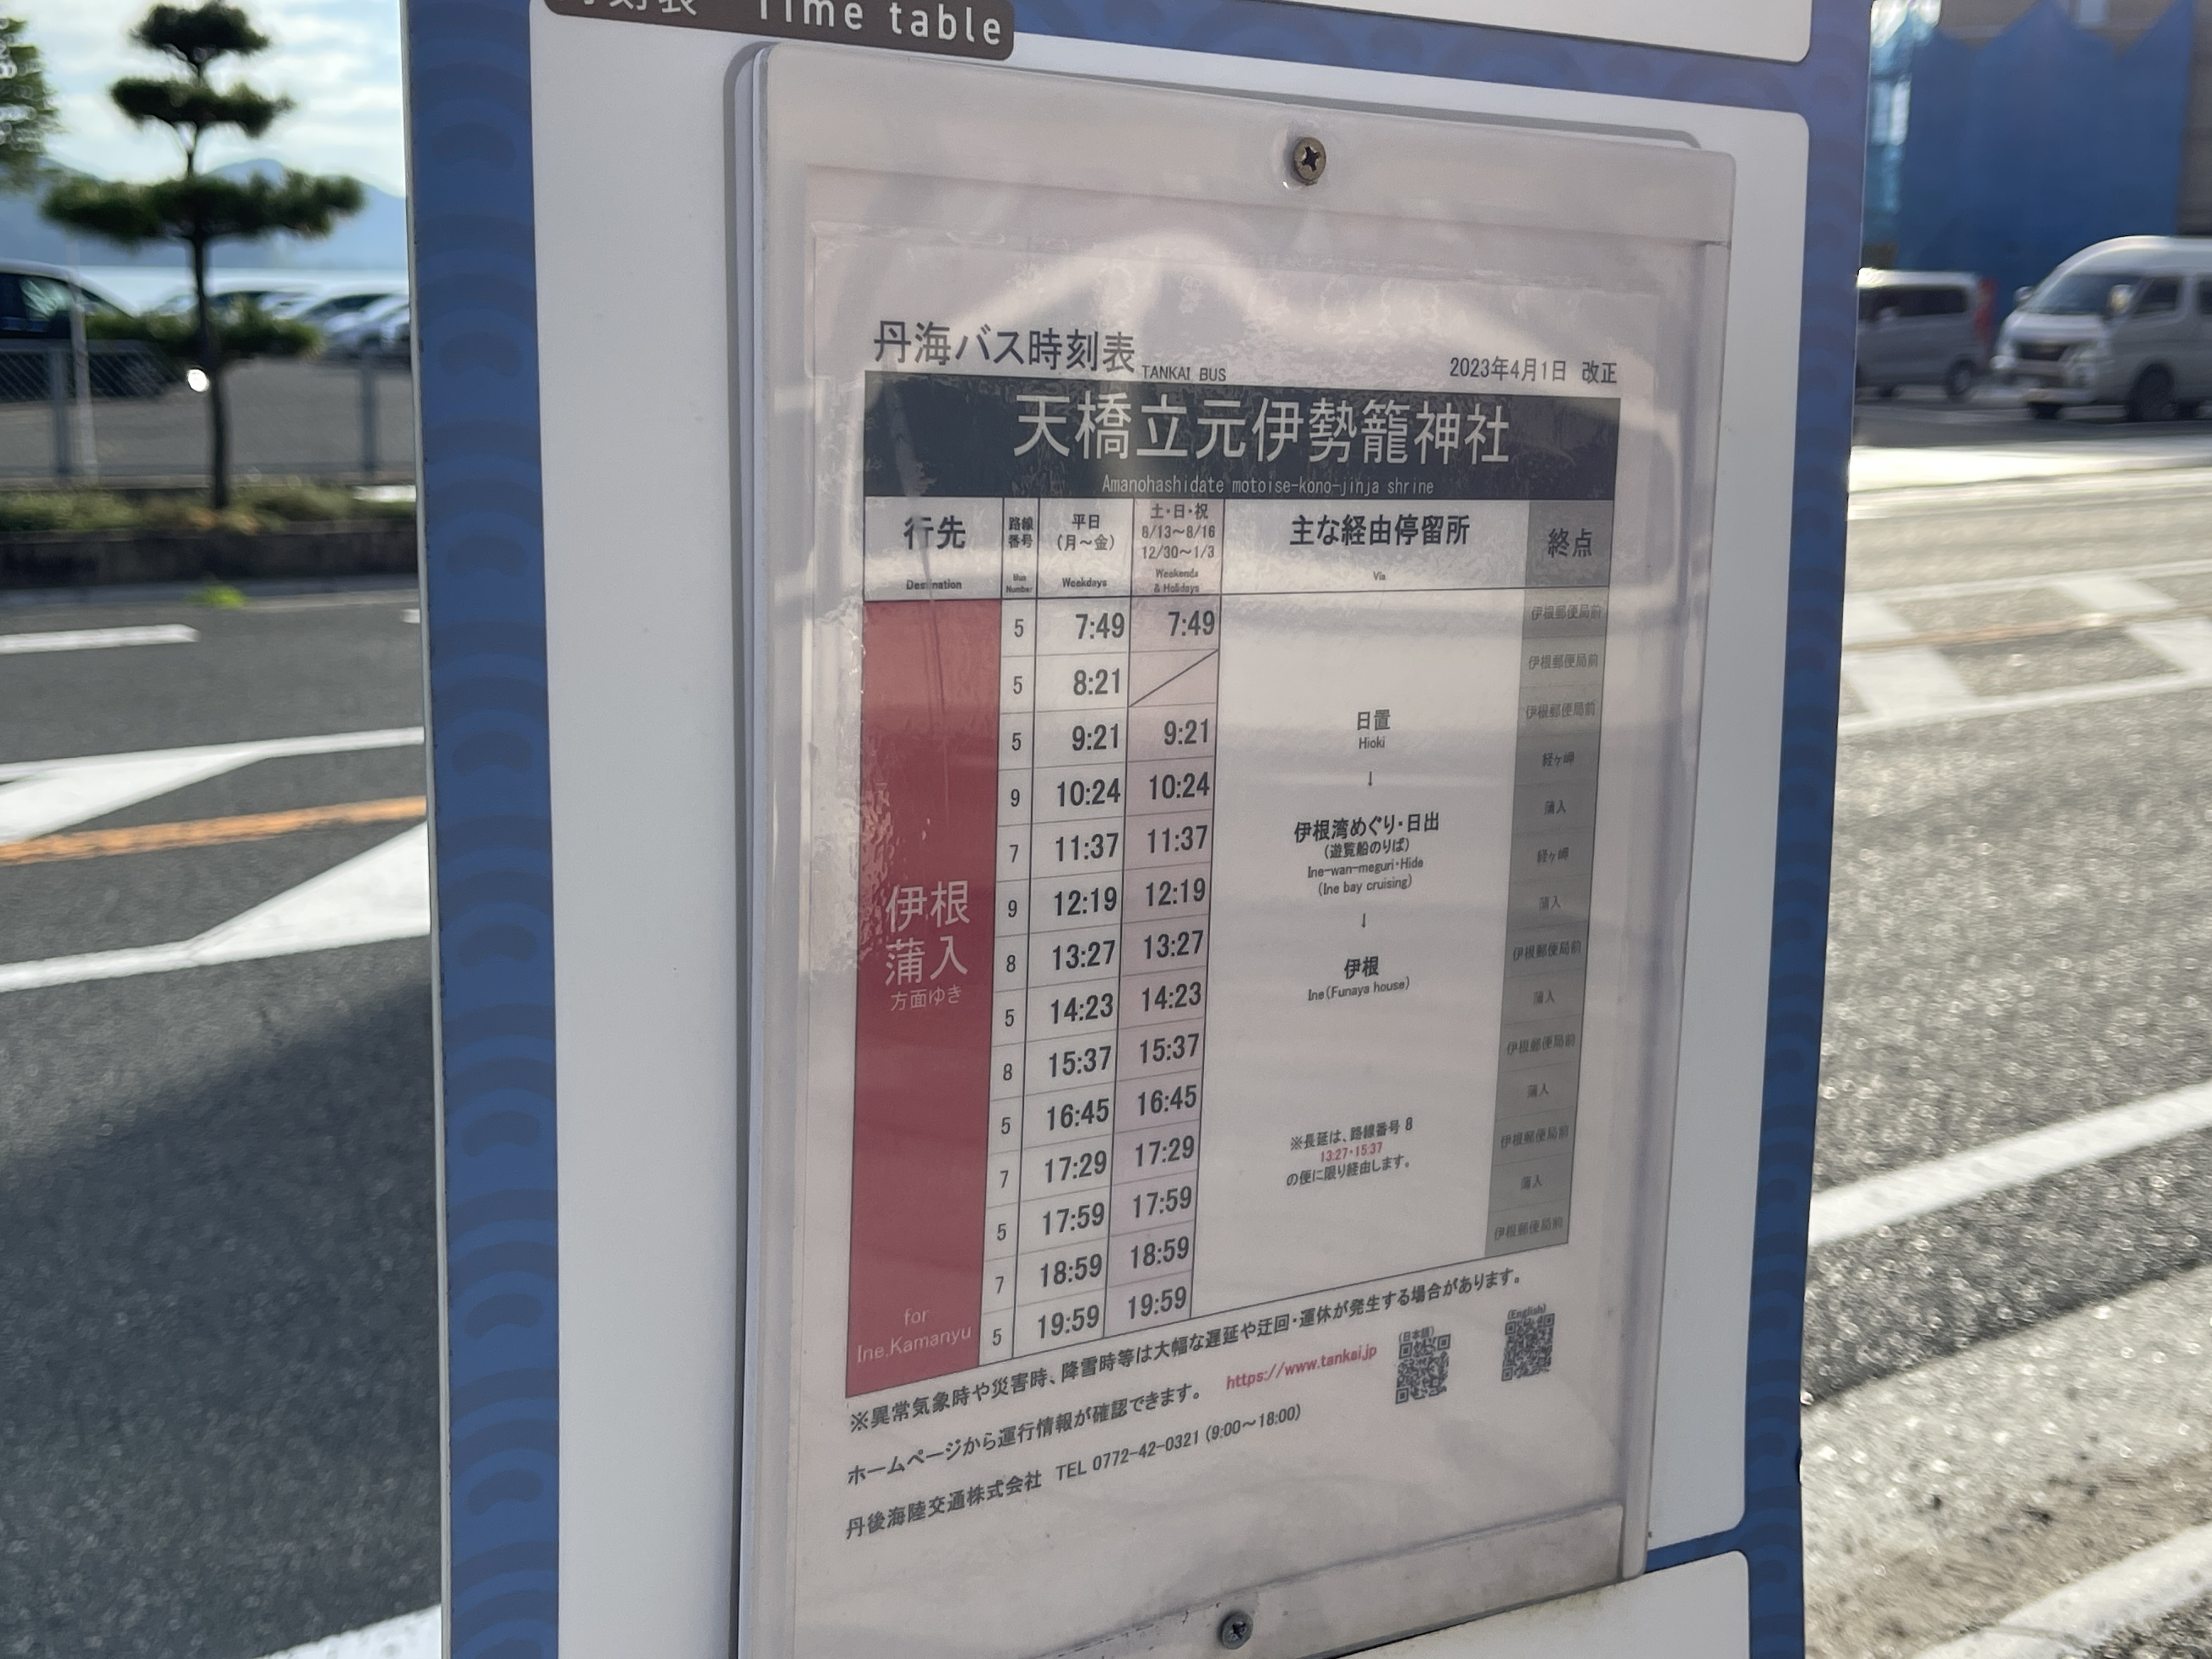 Time table
丹海バス時刻表 TANKAI BUS 2023年4月1日 改正
天橋立元伊勢籠神社
Amanohashidate motoise-kono-jinja shrine
行先 路線番号 平日(月～金) 土・日・祝 8/13～8/16 12/30～1/3 主な経由停留所 終点
Destination Bus Number Weekdays Weekends & Holidays Via
5 7:49 7:49 伊根郵便局前
5 8:21 伊根郵便局前
5 9:21 9:21 伊根郵便局前
9 10:24 10:24 経ヶ岬
7 11:37 11:37 蒲入
9 12:19 12:19 経ヶ岬
8 13:27 13:27 蒲入
5 14:23 14:23 伊根郵便局前
8 15:37 15:37 蒲入
5 16:45 16:45 伊根郵便局前
7 17:29 17:29 蒲入
5 17:59 17:59 伊根郵便局前
7 18:59 18:59 蒲入
5 19:59 19:59 伊根郵便局前
伊根
蒲入
方面ゆき
for
Ine,Kamanyu
日置
Hioki
↓
伊根湾めぐり・日出
(遊覧船のりば)
Ine-wan-meguri・Hide
(Ine bay cruising)
↓
伊根
Ine(Funaya house)
※長延は、路線番号 8
13:27・15:37
の便に限り経由します。
※異常気象時や災害時、降雪時等は大幅な遅延や迂回・運休が発生する場合があります。
ホームページから運行情報が確認できます。 https://www.tankai.jp
(日本語) (English)
丹後海陸交通株式会社 TEL 0772-42-0321 (9:00～18:00)